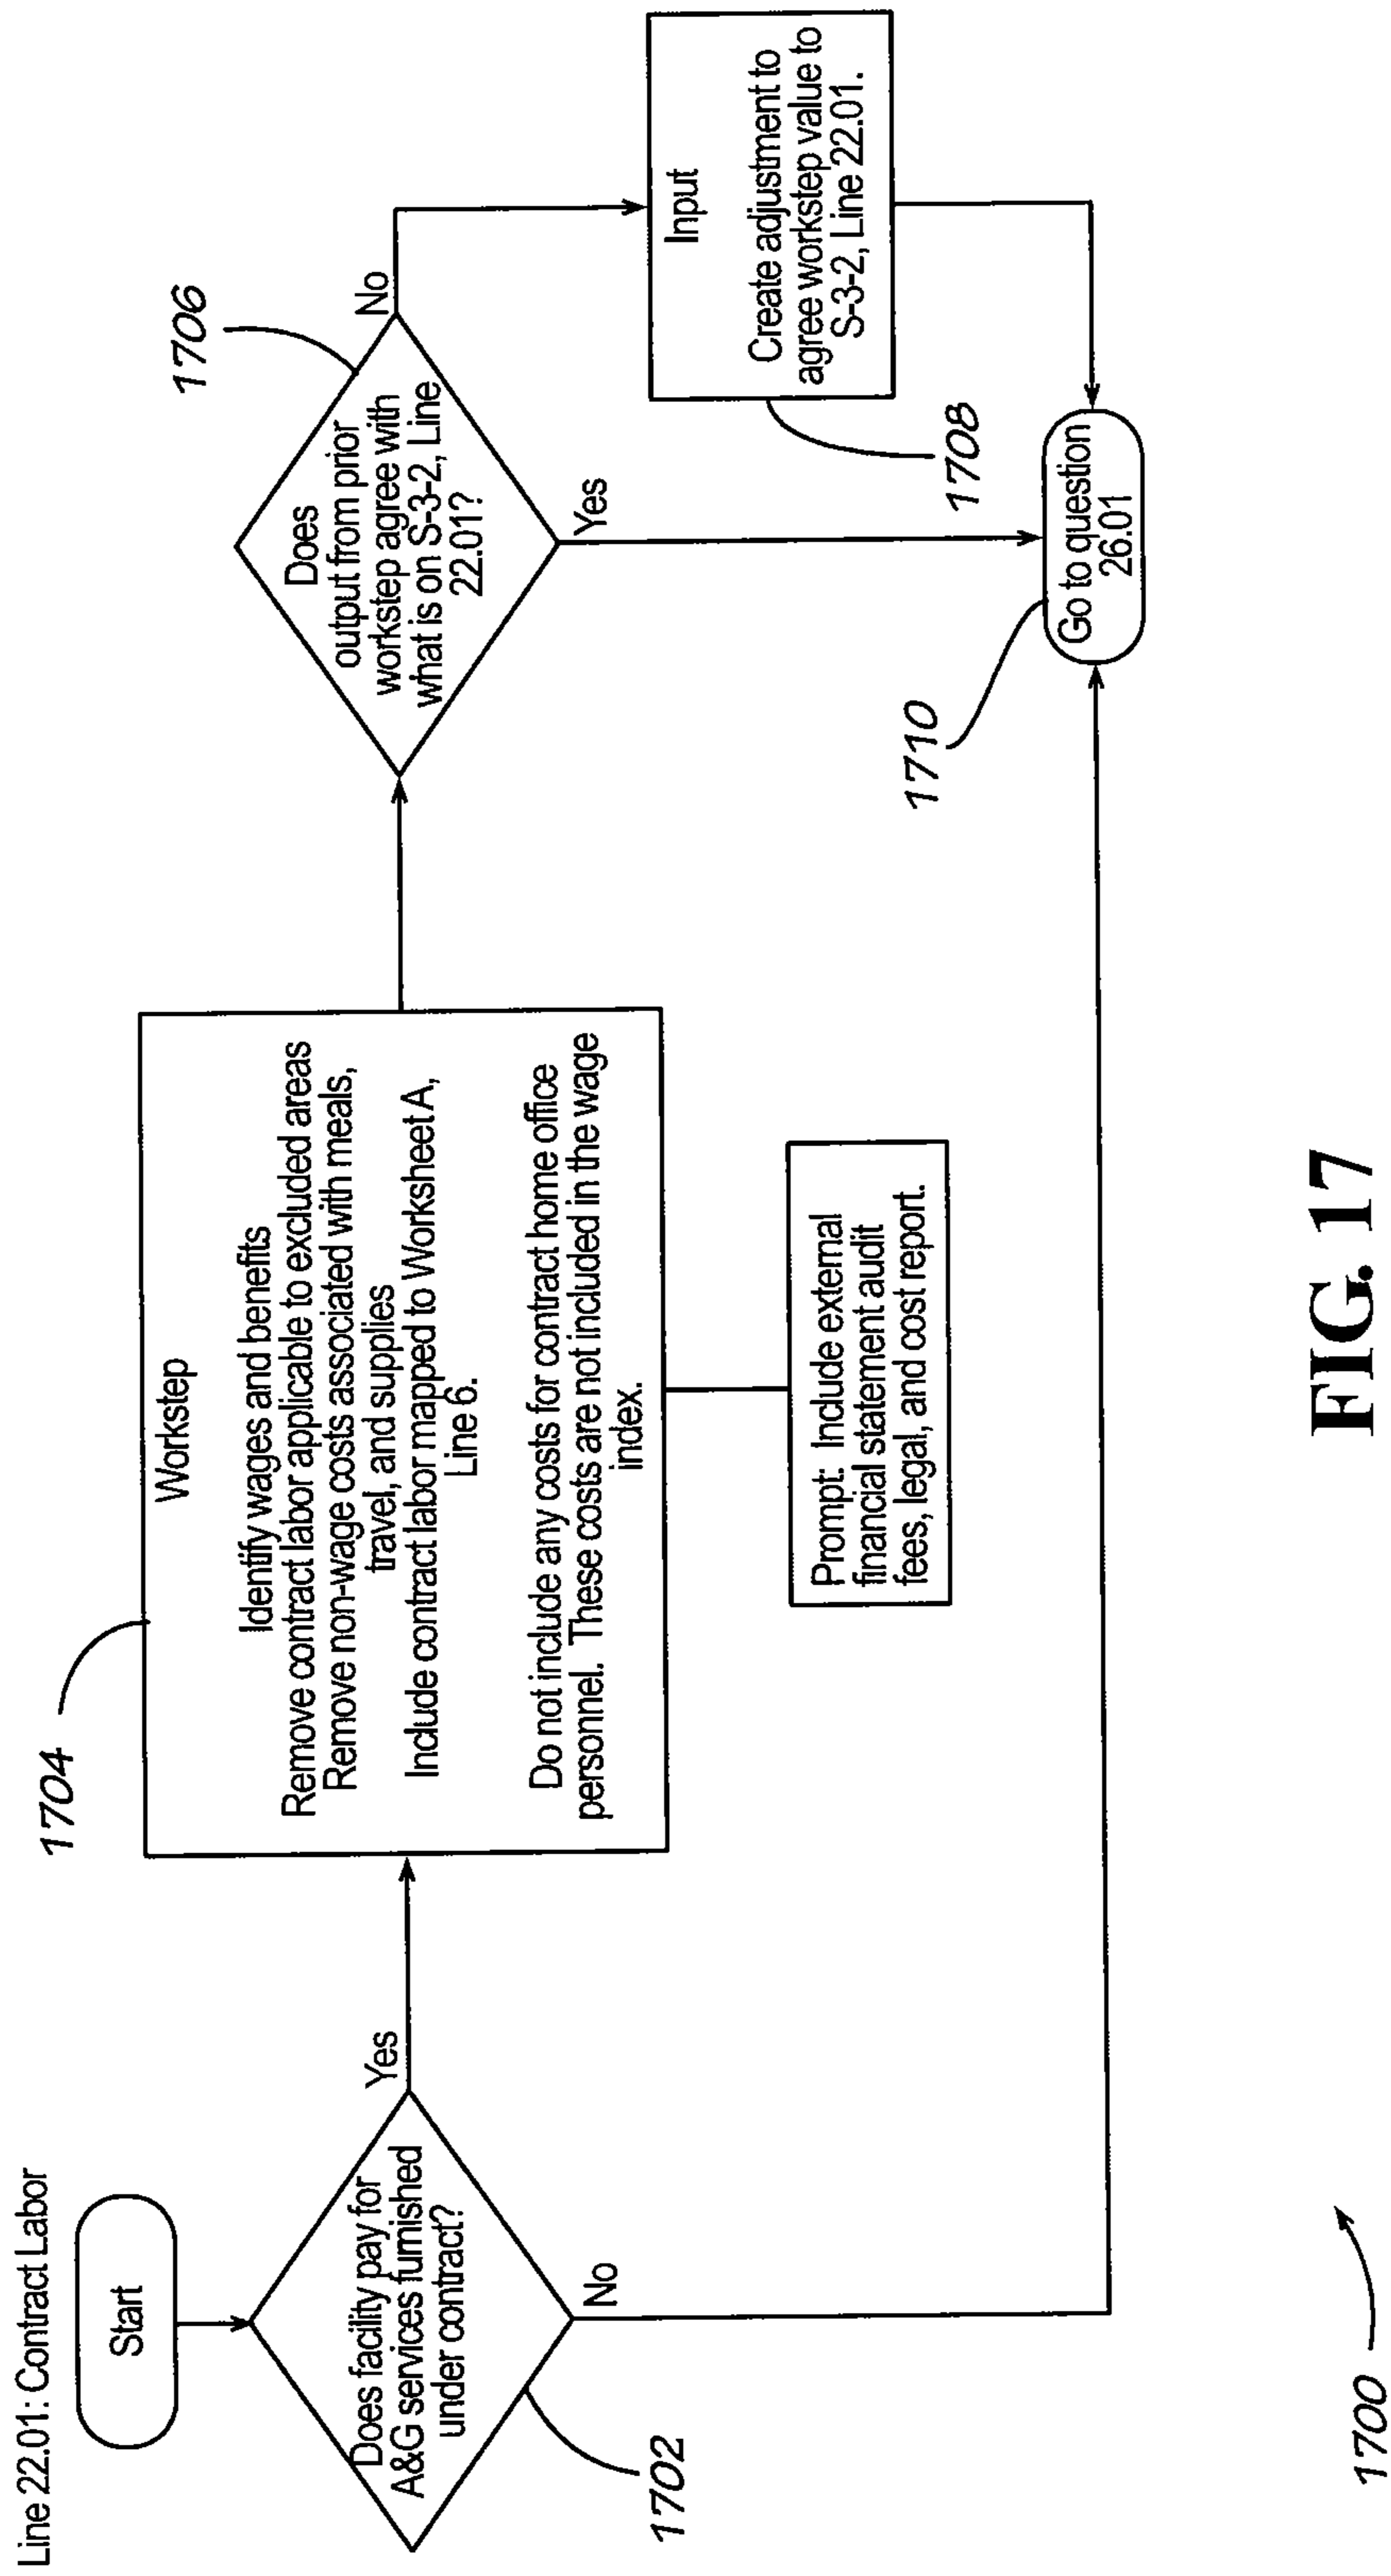 Line 22.01: Contract Labor
Start
Does facility pay for
A&G services furnished
under contract?
1702
Yes
No
1704
Workstep
Identify wages and benefits
Remove contract labor applicable to excluded areas
Remove non-wage costs associated with meals,
travel, and supplies
Include contract labor mapped to Worksheet A,
Line 6.
Do not include any costs for contract home office
personnel. These costs are not included in the wage
index.
Prompt: Include external
financial statement audit
fees, legal, and cost report.
1706
Does
output from prior
workstep agree with
what is on S-3-2, Line
22.01?
No
Yes
Input
Create adjustment to
agree workstep value to
S-3-2, Line 22.01.
1708
1710
Go to question
26.01
1700
FIG. 17